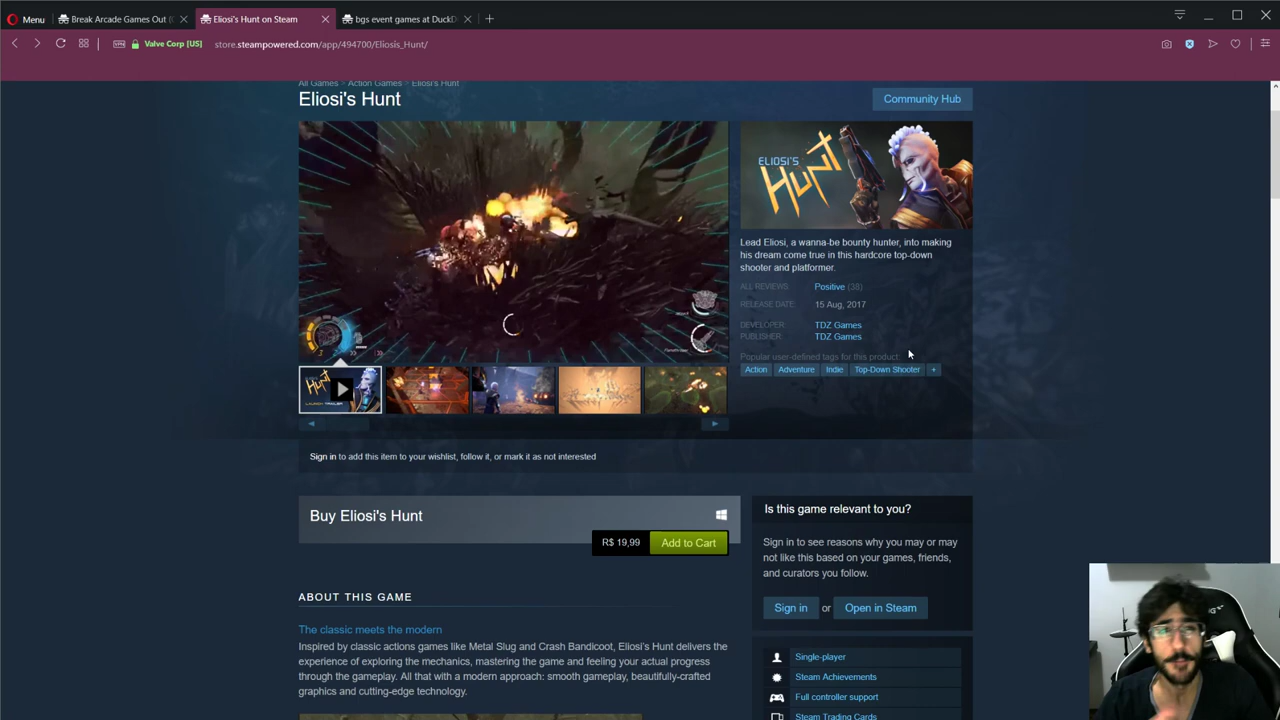 Menu
Break Arcade Games Out (
Eliosi's Hunt on Steam
bgs event games at DuckD
VPN
Valve Corp [US]
store.steampowered.com/app/494700/Eliosis_Hunt/
All Games > Action Games > Eliosi's Hunt
Eliosi's Hunt
Community Hub
ELIOSI'S
HUNT
Lead Eliosi, a wanna-be bounty hunter, into making
his dream come true in this hardcore top-down
shooter and platformer.
ALL REVIEWS: Positive (38)
RELEASE DATE: 15 Aug, 2017
DEVELOPER: TDZ Games
PUBLISHER: TDZ Games
Popular user-defined tags for this product:
Action Adventure Indie Top-Down Shooter +
Sign in to add this item to your wishlist, follow it, or mark it as not interested
Buy Eliosi's Hunt
R$ 19,99 Add to Cart
Is this game relevant to you?
Sign in to see reasons why you may or may
not like this based on your games, friends,
and curators you follow.
Sign in or Open in Steam
ABOUT THIS GAME
The classic meets the modern
Inspired by classic actions games like Metal Slug and Crash Bandicoot, Eliosi's Hunt delivers the
experience of exploring the mechanics, mastering the game and feeling your actual progress
through the gameplay. All that with a modern approach: smooth gameplay, beautifully-crafted
graphics and cutting-edge technology.
Single-player
Steam Achievements
Full controller support
Steam Trading Cards